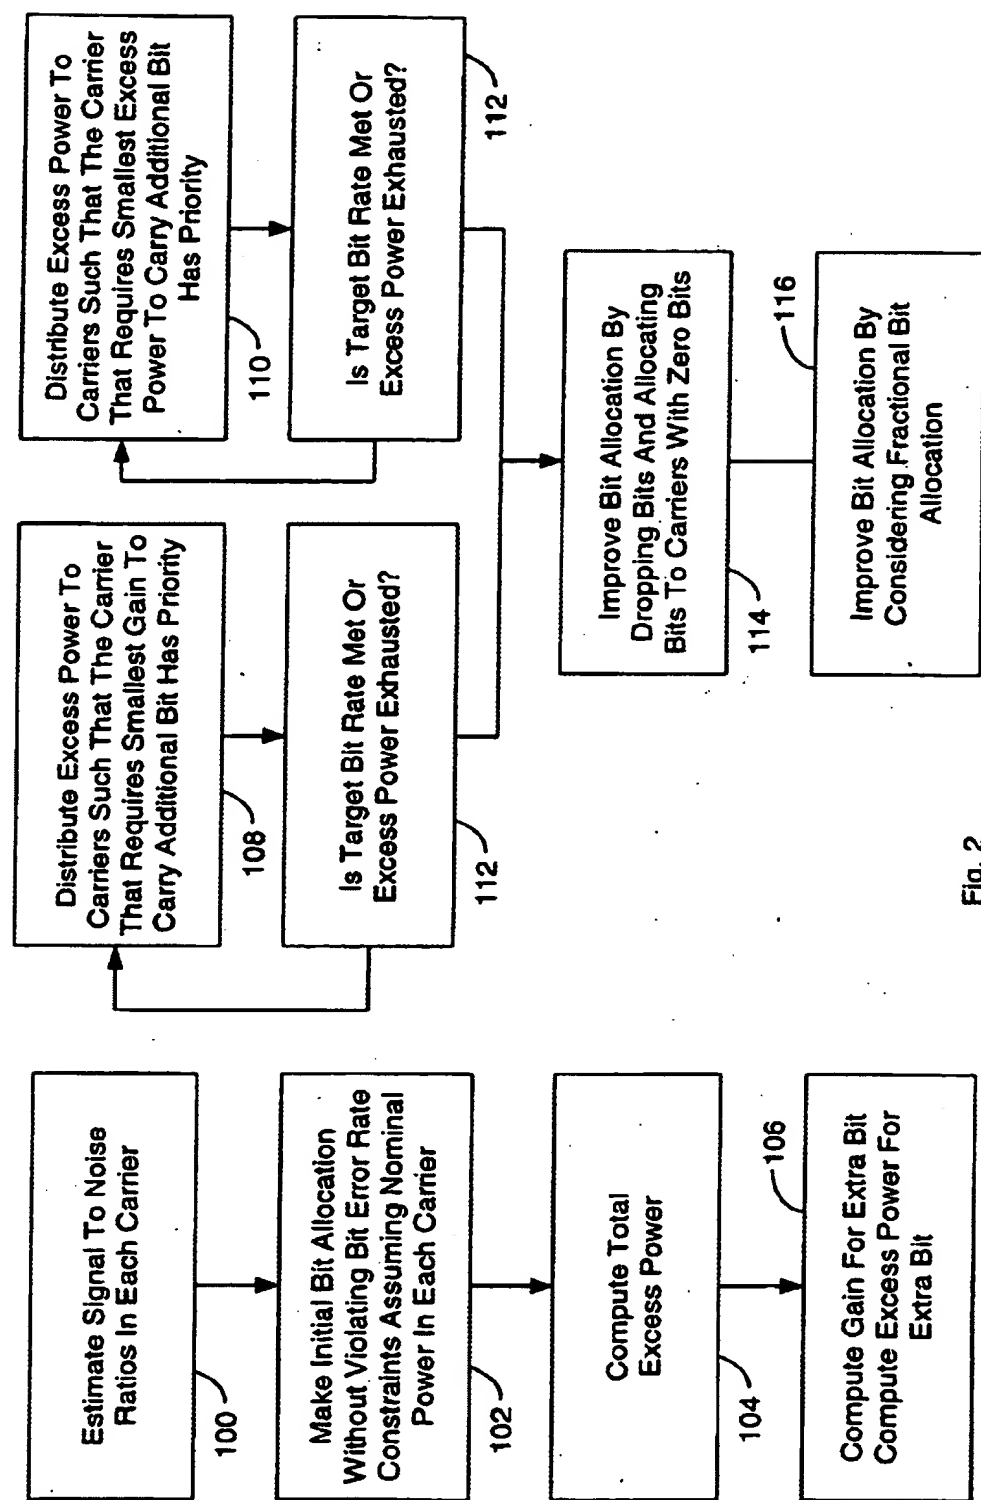 Estimate Signal To Noise
Ratios In Each Carrier
100
Make Initial Bit Allocation
Without Violating Bit Error Rate
Constraints Assuming Nominal
Power In Each Carrier
102
Compute Total
Excess Power
104
Compute Gain For Extra Bit
Compute Excess Power For
Extra Bit
106
Distribute Excess Power To
Carriers Such That The Carrier
That Requires Smallest Gain To
Carry Additional Bit Has Priority
108
Is Target Bit Rate Met Or
Excess Power Exhausted?
112
Distribute Excess Power To
Carriers Such That The Carrier
That Requires Smallest Excess
Power To Carry Additional Bit
Has Priority
110
Is Target Bit Rate Met Or
Excess Power Exhausted?
112
Improve Bit Allocation By
Dropping Bits And Allocating
Bits To Carriers With Zero Bits
114
Improve Bit Allocation By
Considering Fractional Bit
Allocation
116
Fig. 2